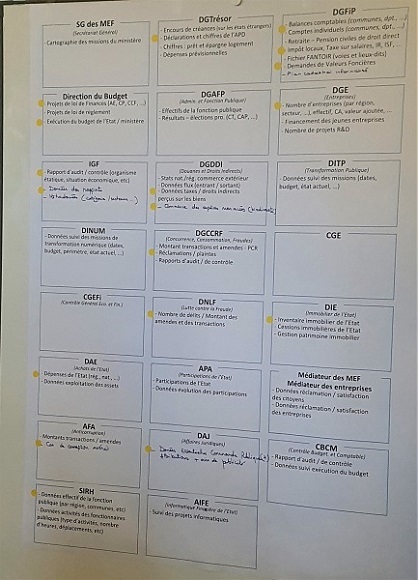 SG des MEF
(Secrétariat Général)
- Cartographie des missions du ministère
DGTrésor
- Encours de créances (sur les états étrangers)
- Déclarations et chiffres de l'APD
- Chiffres : prêt et épargne logement
- Dépenses prévisionnelles
DGFiP
- Balances comptables (communes, dpt., ...)
- Comptes individuels (communes, dpt., ...)
- Retraite – Pension civiles de droit direct
- Impôt locaux, Taxe sur salaires, IR, ISF, ...
- Fichier FANTOIR (voies et lieux-dits)
- Demandes de Valeurs Foncières
- Plan cadastral informatisé
Direction du Budget
- Projets de loi de Finances (AE, CP, CCF, ...)
- Projets de loi de règlement
- Exécution du budget de l'Etat / ministère
DGAFP
(Admin. et Fonction Publique)
- Effectifs de la fonction publique
- Résultats – élections pro. (CT, CAP, ...)
DGE
(Entreprises)
- Nombre d'entreprises (par région,
secteur, ...), effectif, CA, valeur ajoutée, ...
- Financement des jeunes entreprises
- Nombre de projets R&D
IGF
- Rapport d'audit / contrôle (organisme
étatique, situation économique, etc)
- Données des rapports
DGDDI
(Douanes et Droits Indirects)
- Stats nat./rég. commerce extérieur
- Données flux (entrant / sortant)
- Données taxes / droits indirects
perçus sur les biens
DITP
(Transformation Publique)
- Données suivi des missions (dates,
budget, état actuel, ...)
DINUM
- Données suivi des missions de
transformation numérique (dates,
budget, périmètre, état actuel, ...)
DGCCRF
(Concurrence, Consommation, Fraudes)
- Montant transactions et amendes - PCR
- Réclamations / plaintes
- Rapports d'audit / de contrôle
CGE
CGEFi
(Contrôle Général Eco. et Fin.)
DNLF
(Lutte contre la Fraude)
- Nombre de délits / Montant des
amendes et des transactions
DIE
(Immobilier de l'Etat)
- Inventaire immobilier de l'Etat
- Cessions immobilières de l'Etat
- Gestion patrimoine immobilier
DAE
(Achats de l'Etat)
- Dépenses de l'Etat (rég., nat., ...)
- Données exploitation des assets
APA
(Participations de l'Etat)
- Participations de l'Etat
- Données évolution des participations
Médiateur des MEF
Médiateur des entreprises
- Données réclamation / satisfaction
des citoyens
- Données réclamation / satisfaction
des entreprises
AFA
(Anticorruption)
- Montants transactions / amendes
DAJ
(Affaires Juridiques)
- Données
CBCM
(Contrôle Budget. et Comptable)
- Rapport d'audit / de contrôle
- Données suivi exécution du budget
SIRH
- Données effectif de la fonction
publique (par région, communes, etc)
- Données activités des fonctionnaires
publiques (type d'activités, nombre
d'heures, déplacements, etc)
AIFE
(Informatique Financière de l'Etat)
- Suivi des projets informatiques